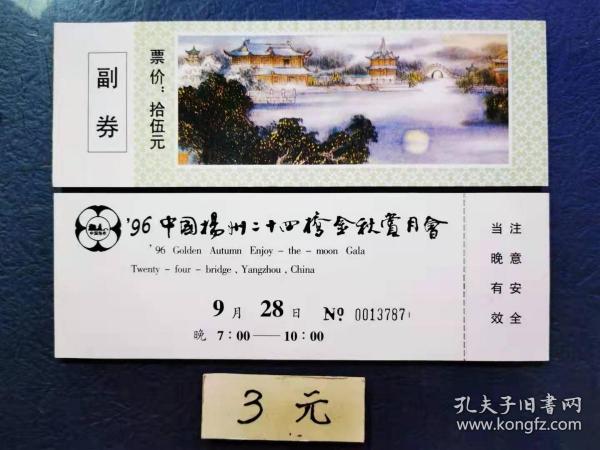 副券
票价：拾伍元
'96 中国揚州二十四橋金秋賞月會
'96 Golden Autumn Enjoy - the - moon Gala
Twenty - four - bridge , Yangzhou , China
9月 28日 № 0013787
晚 7:00——10:00
注意安全
当晚有效
3元
孔夫子旧书网
www.kongfz.com